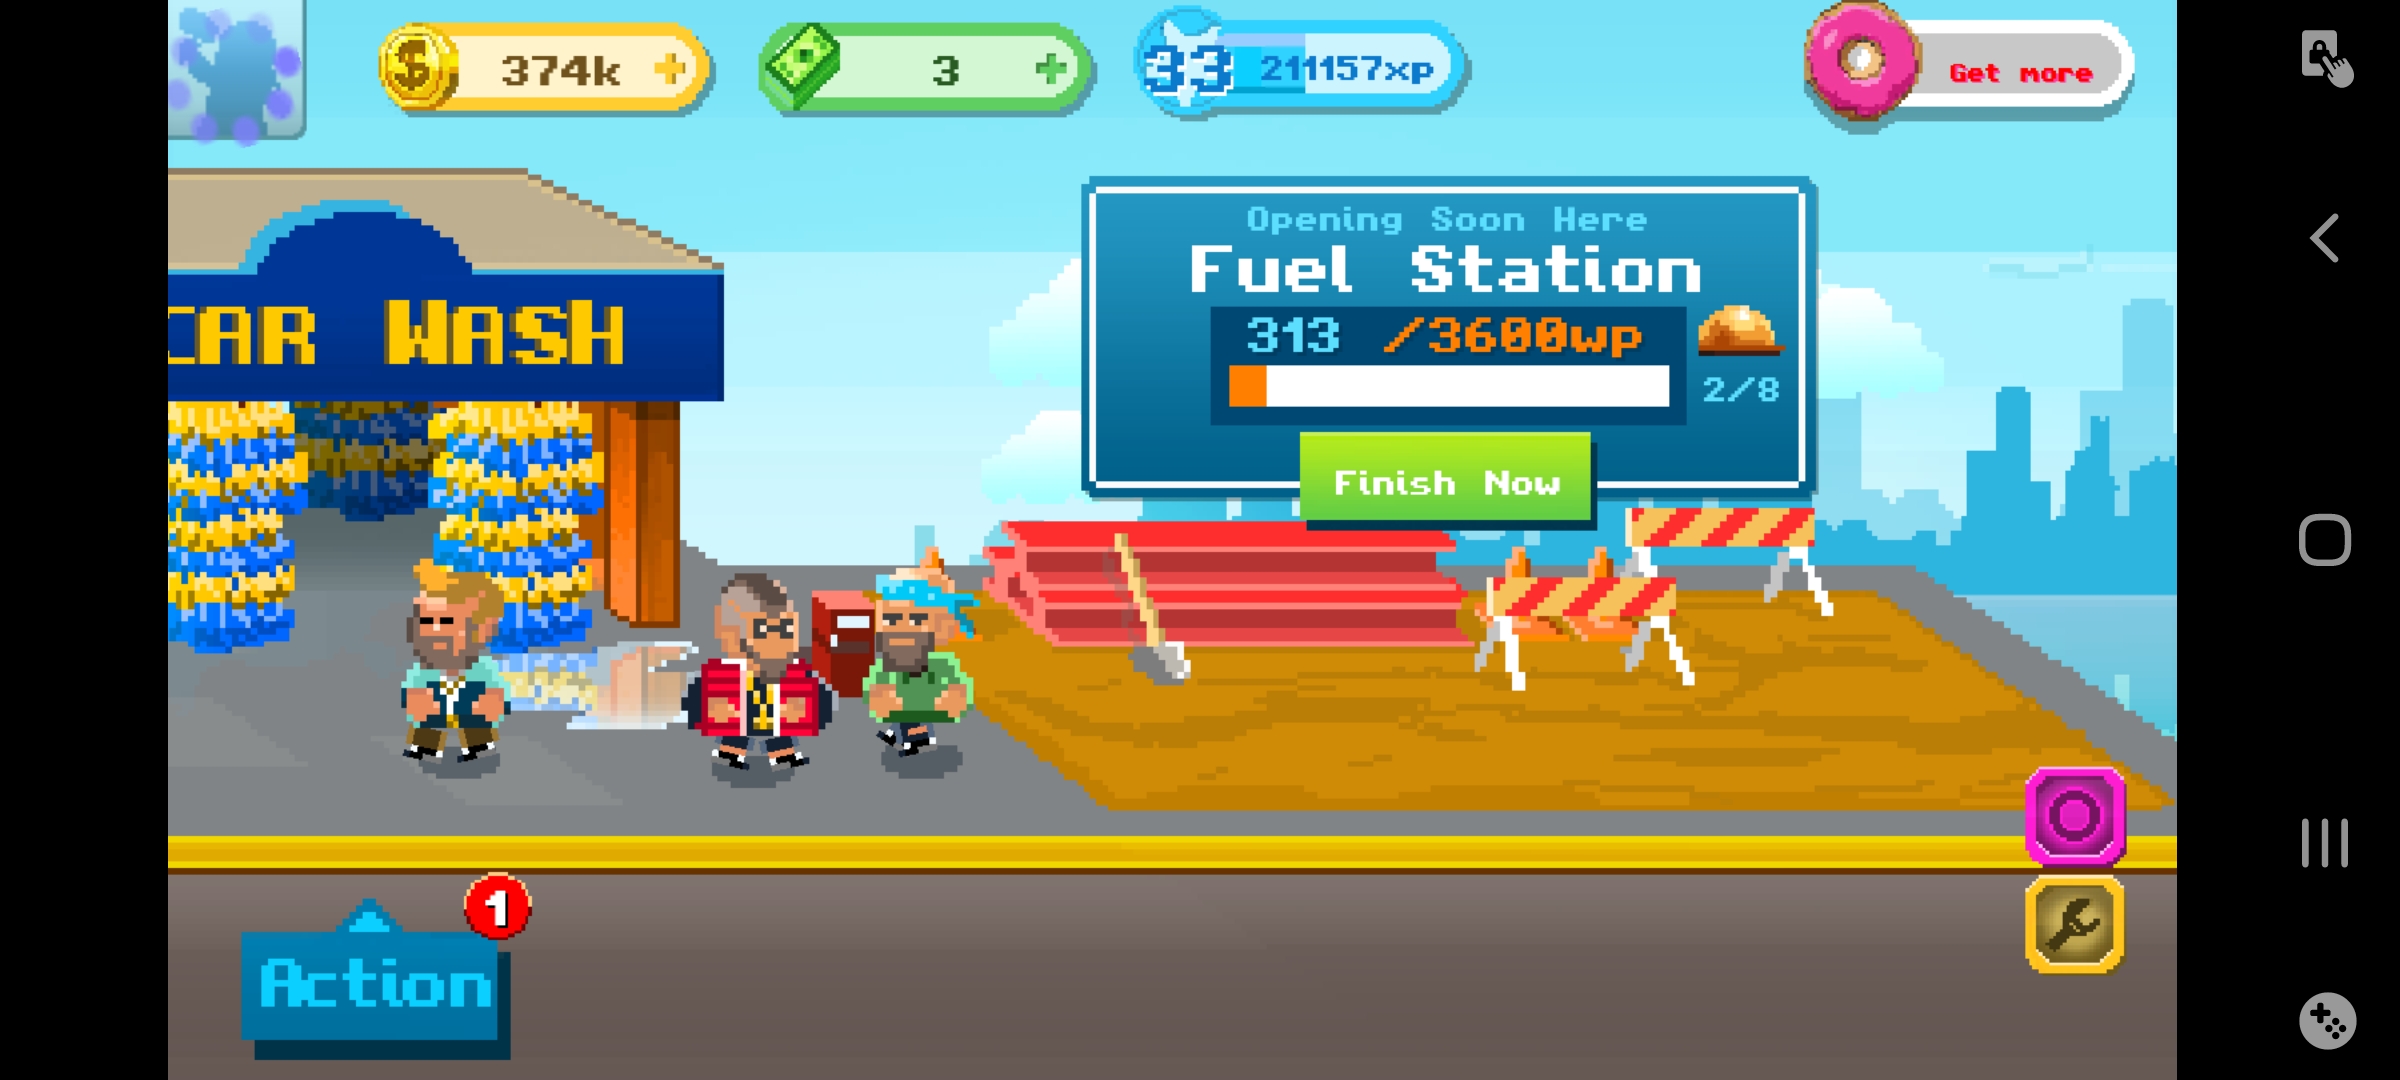 374k
3
33
211157xp
Get more
CAR WASH
Opening Soon Here
Fuel Station
313 /3600wp
2/8
Finish Now
1
Action